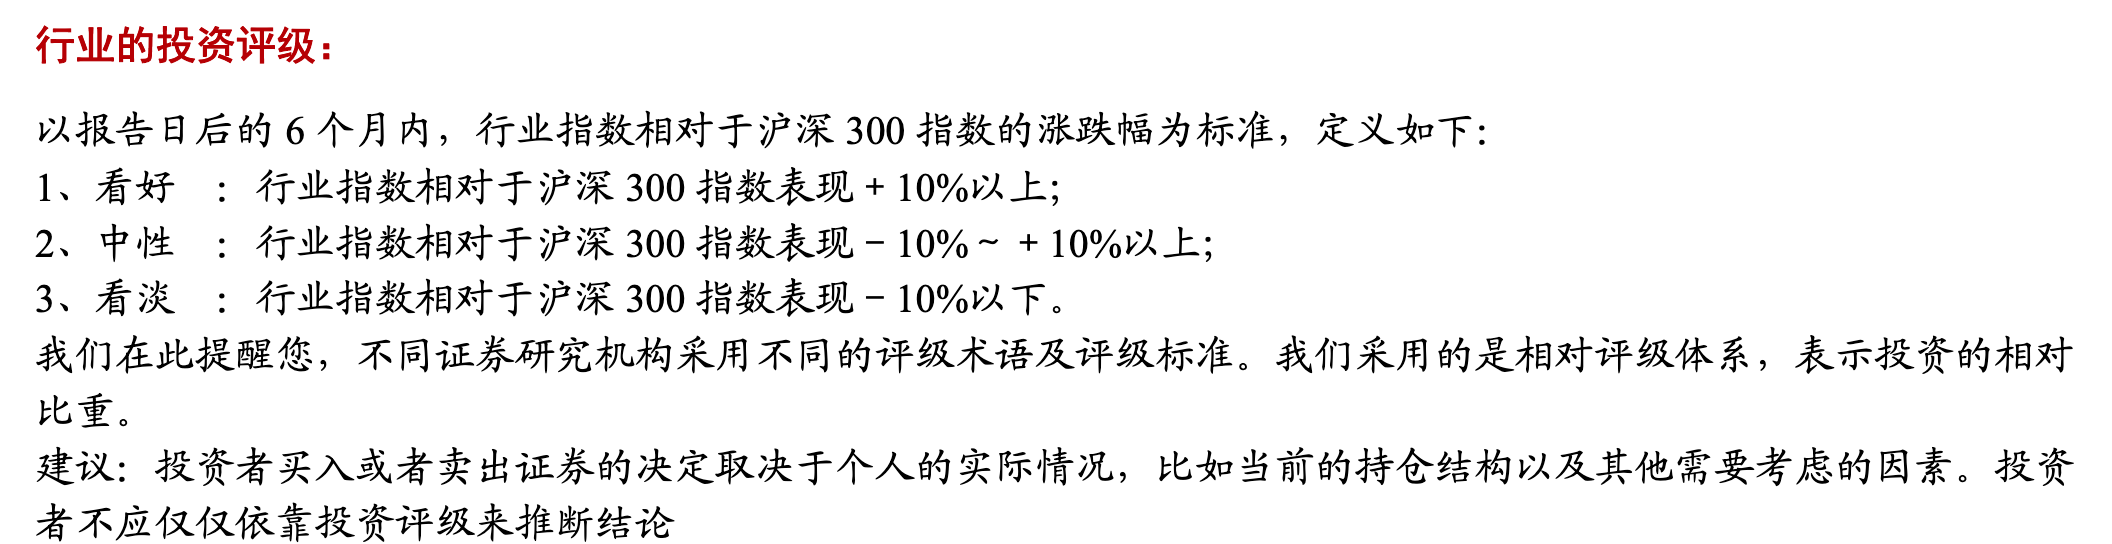 行业的投资评级：
以报告日后的 6 个月内，行业指数相对于沪深 300 指数的涨跌幅为标准，定义如下：
1、看好 ：行业指数相对于沪深 300 指数表现＋10%以上；
2、中性 ：行业指数相对于沪深 300 指数表现－10%～＋10%以上；
3、看淡 ：行业指数相对于沪深 300 指数表现－10%以下。
我们在此提醒您，不同证券研究机构采用不同的评级术语及评级标准。我们采用的是相对评级体系，表示投资的相对
比重。
建议：投资者买入或者卖出证券的决定取决于个人的实际情况，比如当前的持仓结构以及其他需要考虑的因素。投资
者不应仅仅依靠投资评级来推断结论